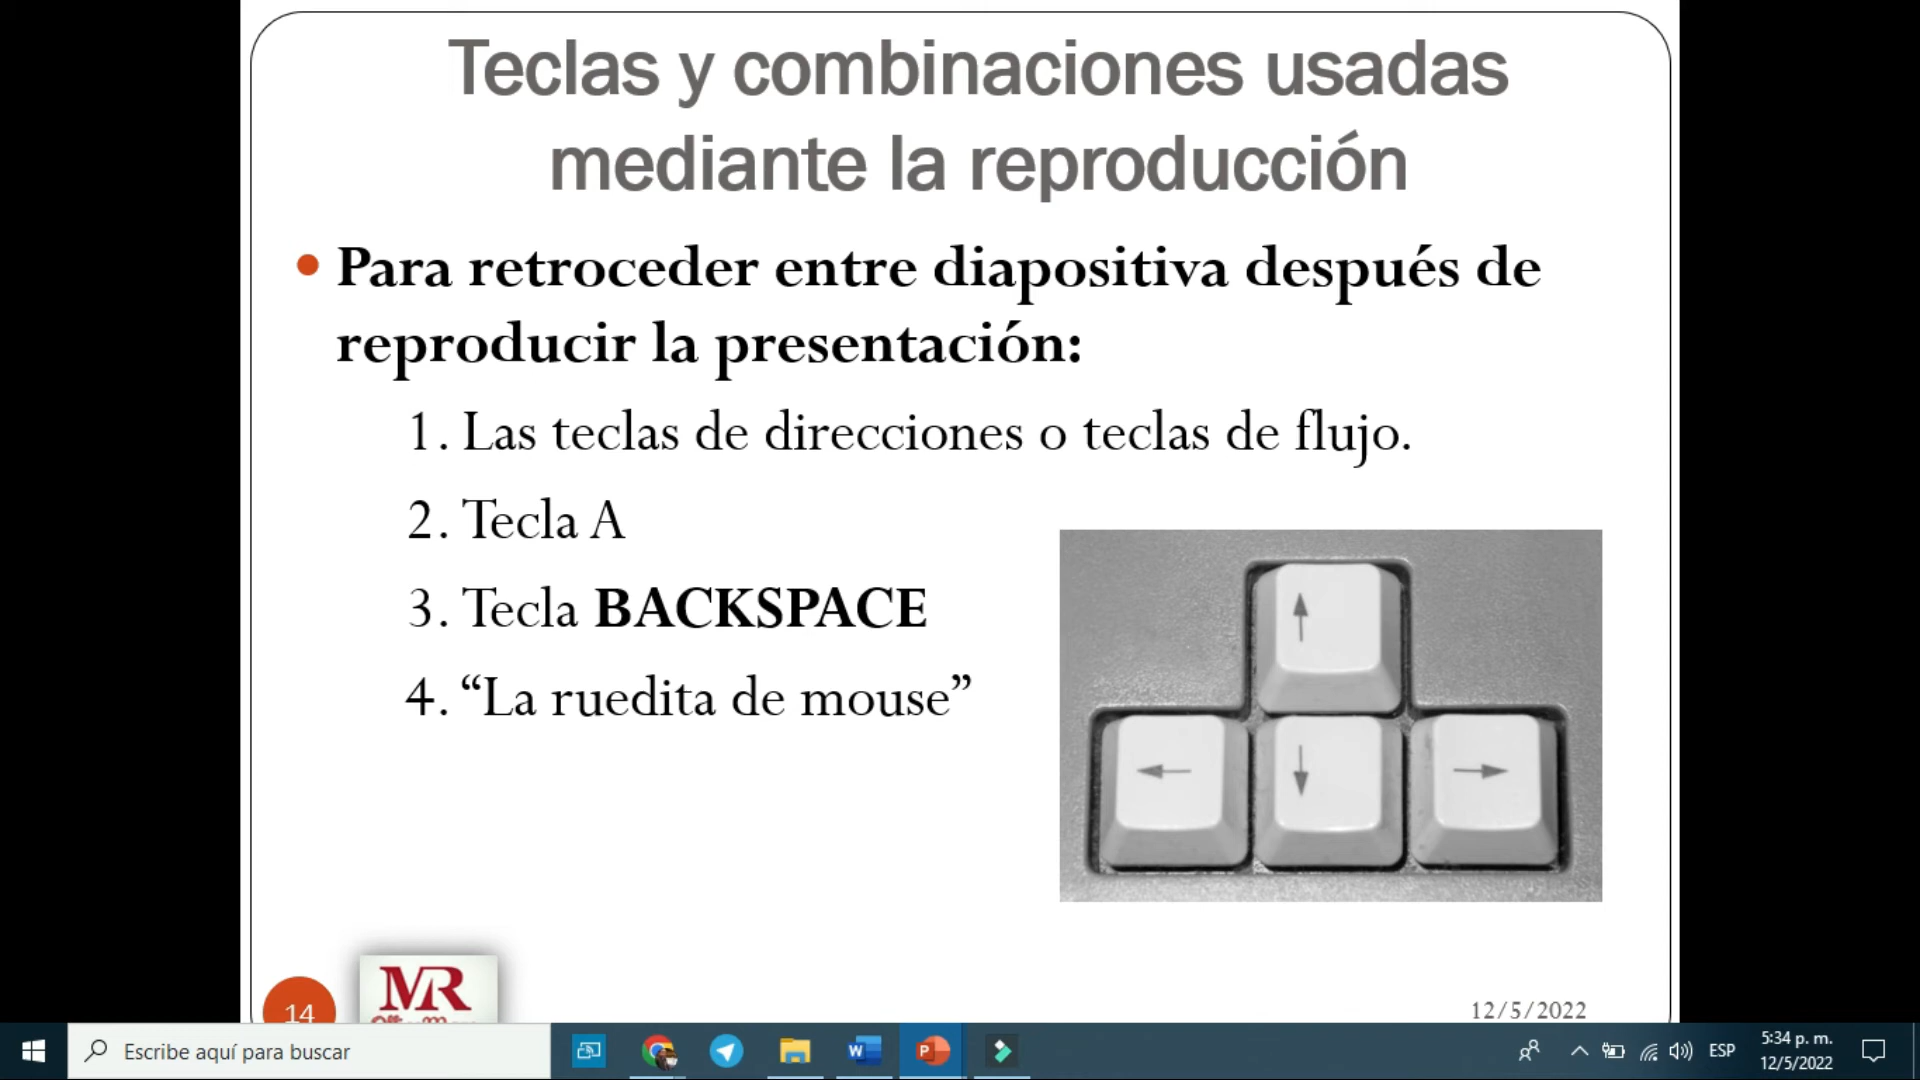 Teclas y combinaciones usadas
mediante la reproducción
• Para retroceder entre diapositiva después de
reproducir la presentación:
1. Las teclas de direcciones o teclas de flujo.
2. Tecla A
3. Tecla BACKSPACE
4. “La ruedita de mouse”
14
MR
12/5/2022
Escribe aquí para buscar
ESP
5:34 p. m.
12/5/2022